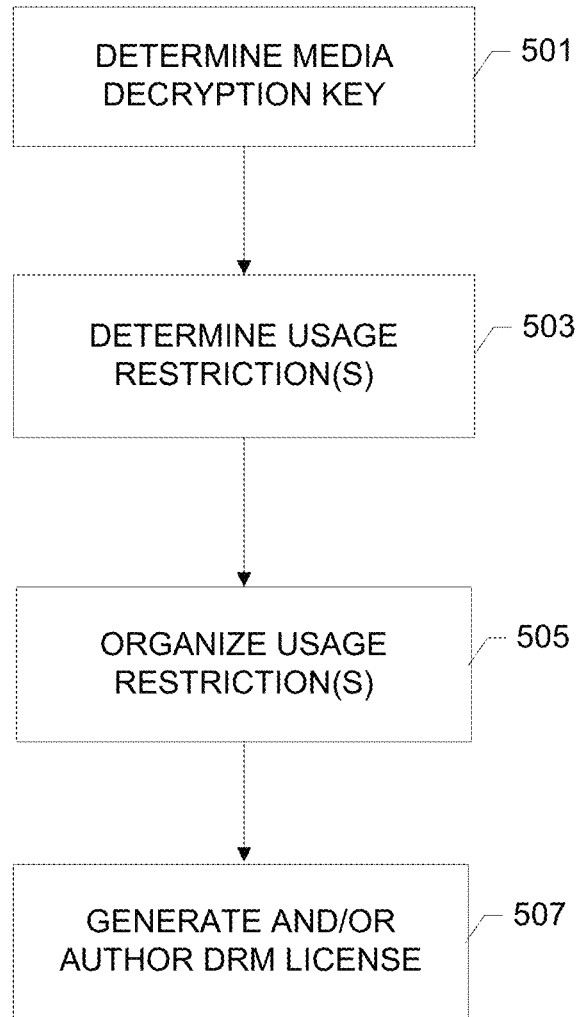 DETERMINE MEDIA
DECRYPTION KEY
501
DETERMINE USAGE
RESTRICTION(S)
503
ORGANIZE USAGE
RESTRICTION(S)
505
GENERATE AND/OR
AUTHOR DRM LICENSE
507